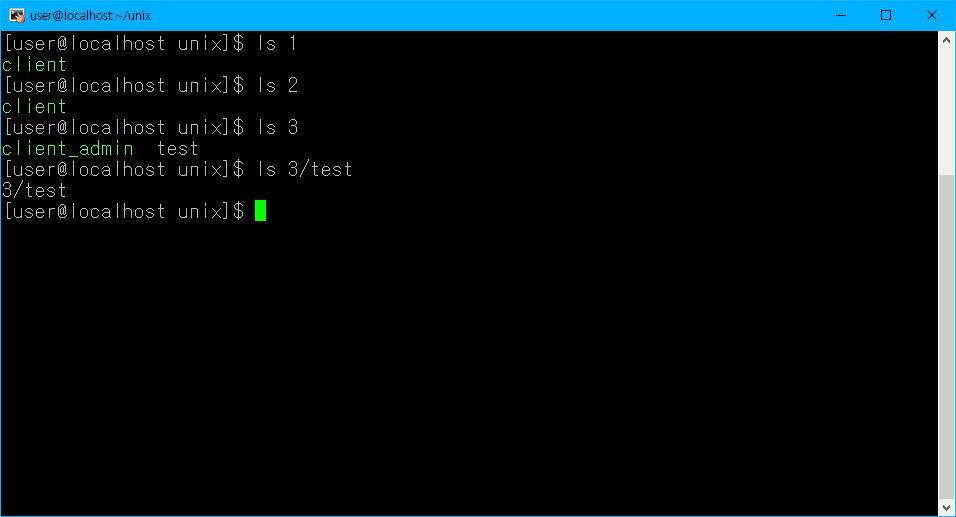 user@localhost:~/unix
[user@localhost unix]$ ls 1
client
[user@localhost unix]$ ls 2
client
[user@localhost unix]$ ls 3
client_admin  test
[user@localhost unix]$ ls 3/test
3/test
[user@localhost unix]$